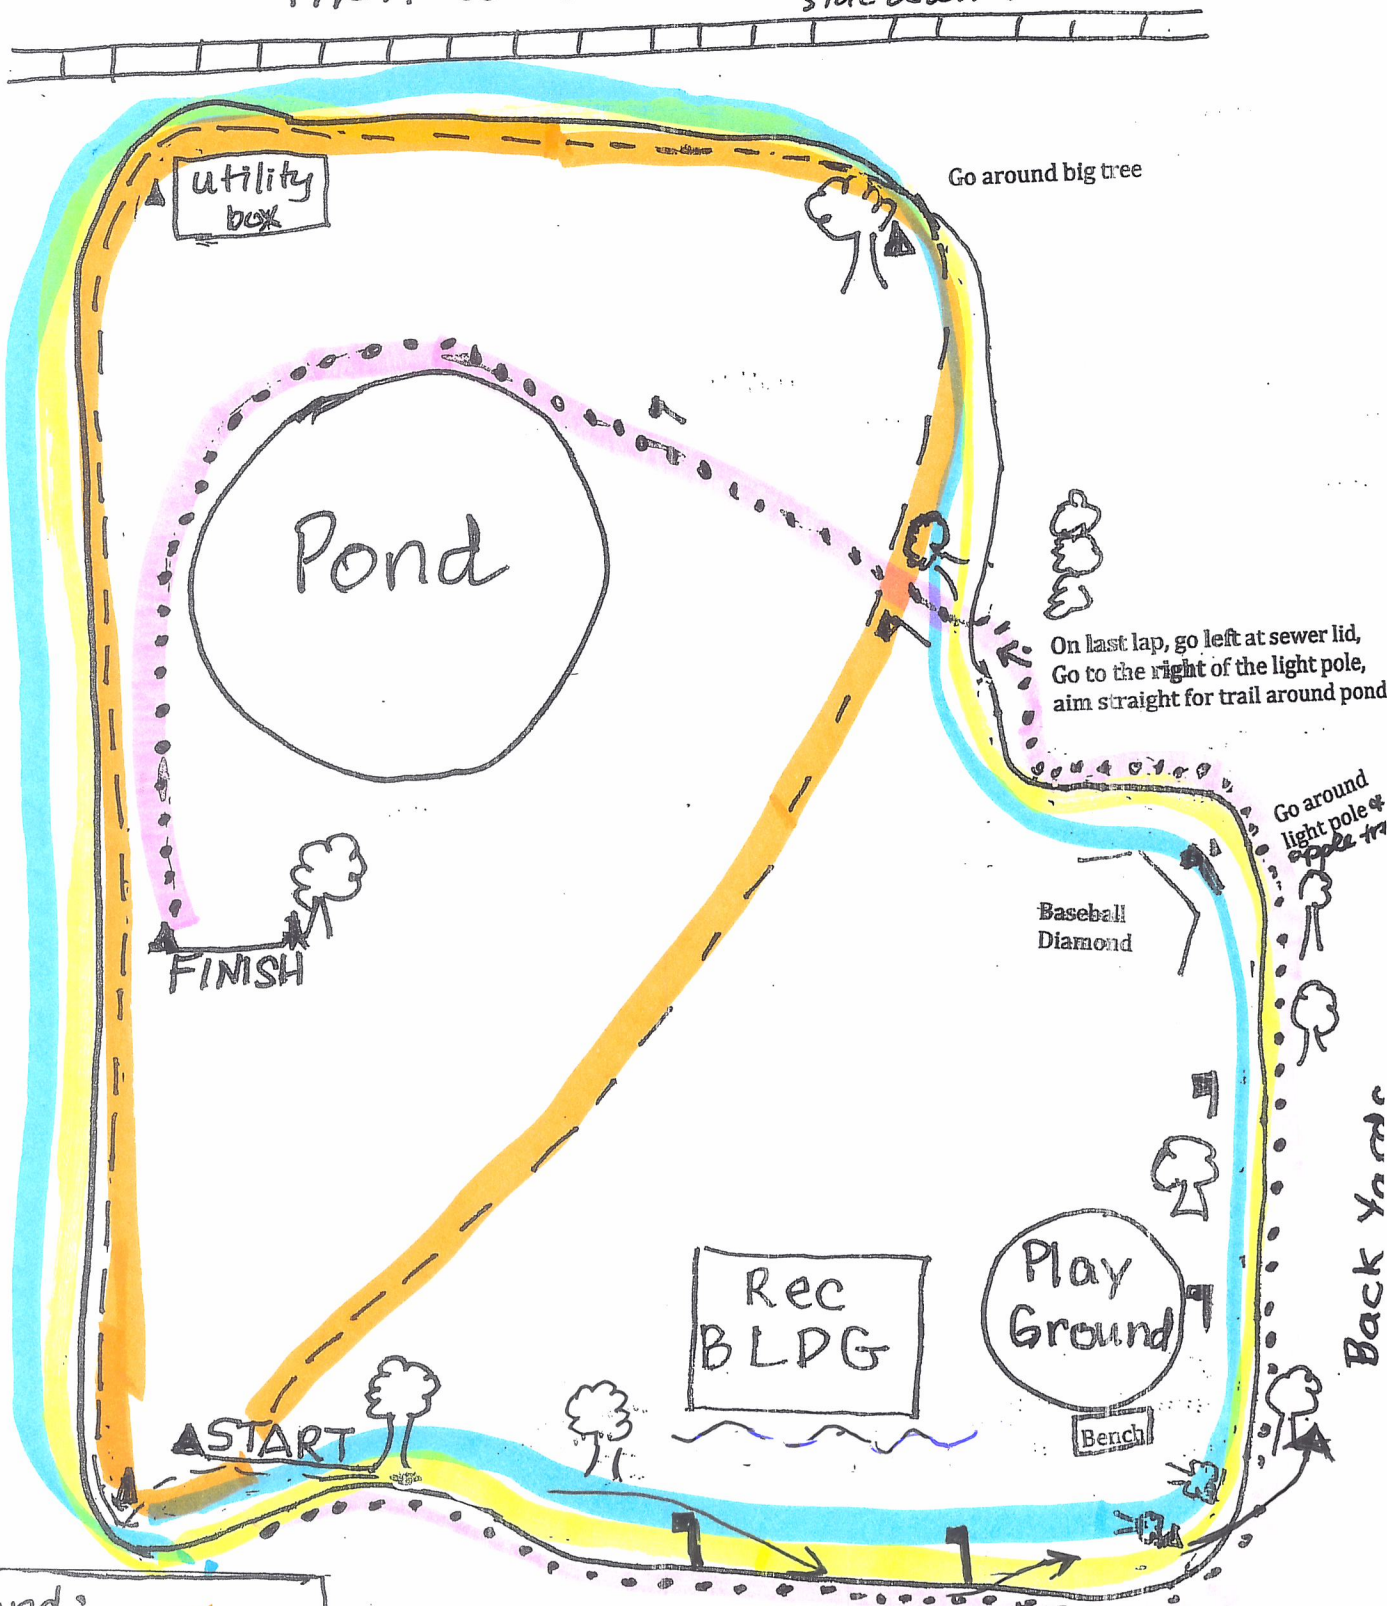 utility
box
Go around big tree
Pond
On last lap, go left at sewer lid,
Go to the right of the light pole,
aim straight for trail around pond
Go around
light pole &
apple
Baseball
Diamond
FINISH
Back
Rec
BLDG
Play
Ground
START
Bench